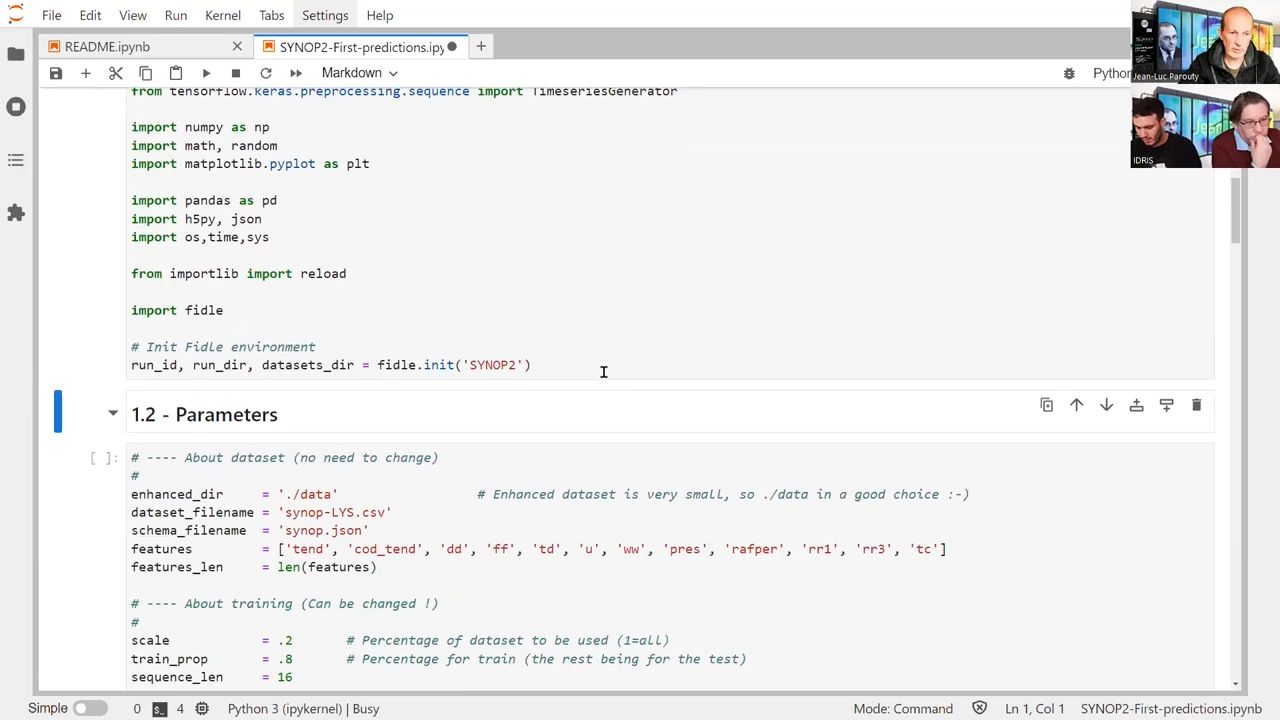 File Edit View Run Kernel Tabs Settings Help
README.ipynb
SYNOP2-First-predictions.ipy
Markdown
Python
Jean-Luc Parouty
IDRIS
from tensorflow.keras.preprocessing.sequence import TimeseriesGenerator
import numpy as np
import math, random
import matplotlib.pyplot as plt
import pandas as pd
import h5py, json
import os,time,sys
from importlib import reload
import fidle
# Init Fidle environment
run_id, run_dir, datasets_dir = fidle.init('SYNOP2')
1.2 - Parameters
[ ]:
# ---- About dataset (no need to change)
#
enhanced_dir = './data' # Enhanced dataset is very small, so ./data in a good choice :-)
dataset_filename = 'synop-LYS.csv'
schema_filename = 'synop.json'
features = ['tend', 'cod_tend', 'dd', 'ff', 'td', 'u', 'ww', 'pres', 'rafper', 'rr1', 'rr3', 'tc']
features_len = len(features)
# ---- About training (Can be changed !)
#
scale = .2 # Percentage of dataset to be used (1=all)
train_prop = .8 # Percentage for train (the rest being for the test)
sequence_len = 16
Simple 0 4 Python 3 (ipykernel) | Busy Mode: Command Ln 1, Col 1 SYNOP2-First-predictions.ipynb